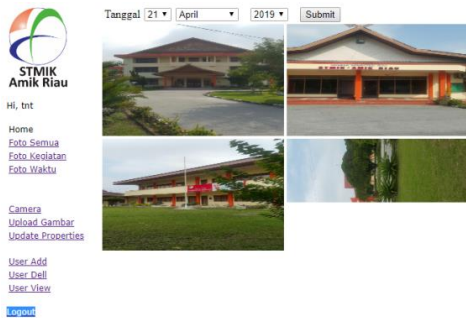 STMIK
Amik Riau
Hi, tnt
Home
Foto Semua
Foto Kegiatan
Foto Waktu
Camera
Upload Gambar
Update Properties
User Add
User Dell
User View
Logout
Tanggal 21 April 2019 Submit
STMIK AMIK RIAU